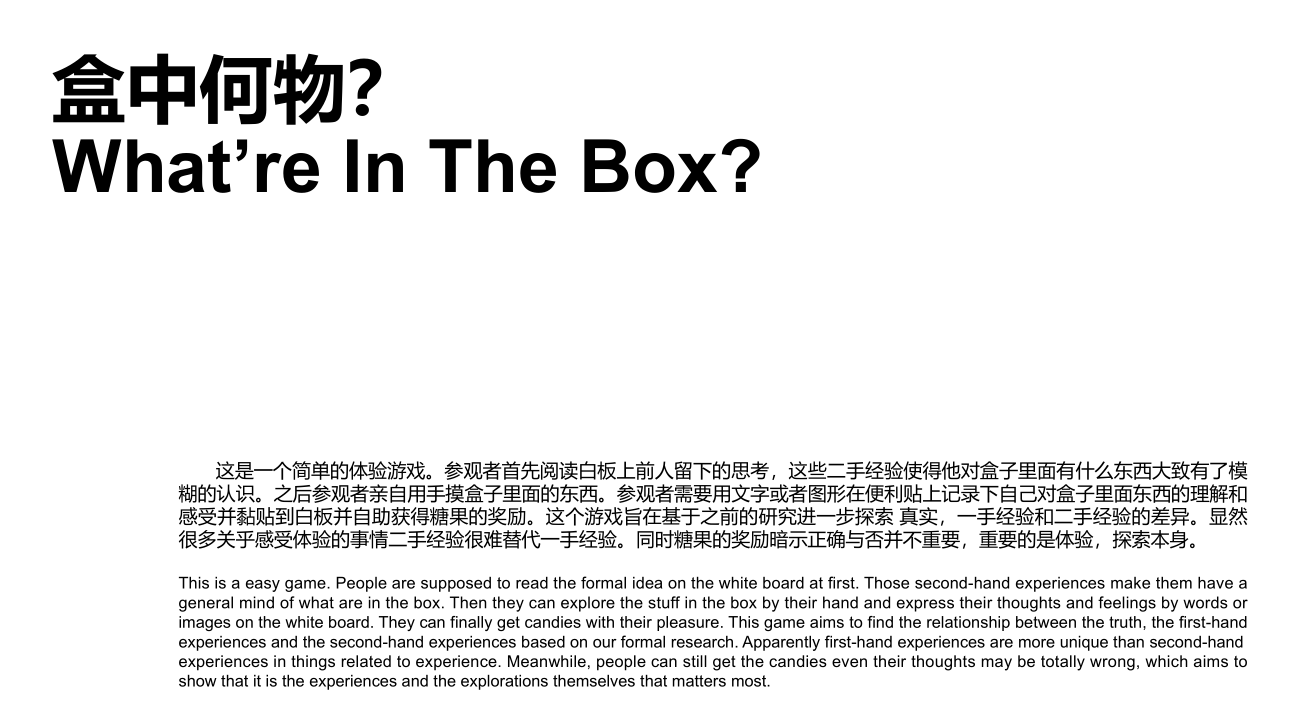 盒中何物?
What’re In The Box?
这是一个简单的体验游戏。参观者首先阅读白板上前人留下的思考，这些二手经验使得他对盒子里面有什么东西大致有了模
糊的认识。之后参观者亲自用手摸盒子里面的东西。参观者需要用文字或者图形在便利贴上记录下自己对盒子里面东西的理解和
感受并黏贴到白板并自助获得糖果的奖励。这个游戏旨在基于之前的研究进一步探索 真实，一手经验和二手经验的差异。显然
很多关乎感受体验的事情二手经验很难替代一手经验。同时糖果的奖励暗示正确与否并不重要，重要的是体验，探索本身。
This is a easy game. People are supposed to read the formal idea on the white board at first. Those second-hand experiences make them have a
general mind of what are in the box. Then they can explore the stuff in the box by their hand and express their thoughts and feelings by words or
images on the white board. They can finally get candies with their pleasure. This game aims to find the relationship between the truth, the first-hand
experiences and the second-hand experiences based on our formal research. Apparently first-hand experiences are more unique than second-hand
experiences in things related to experience. Meanwhile, people can still get the candies even their thoughts may be totally wrong, which aims to
show that it is the experiences and the explorations themselves that matters most.